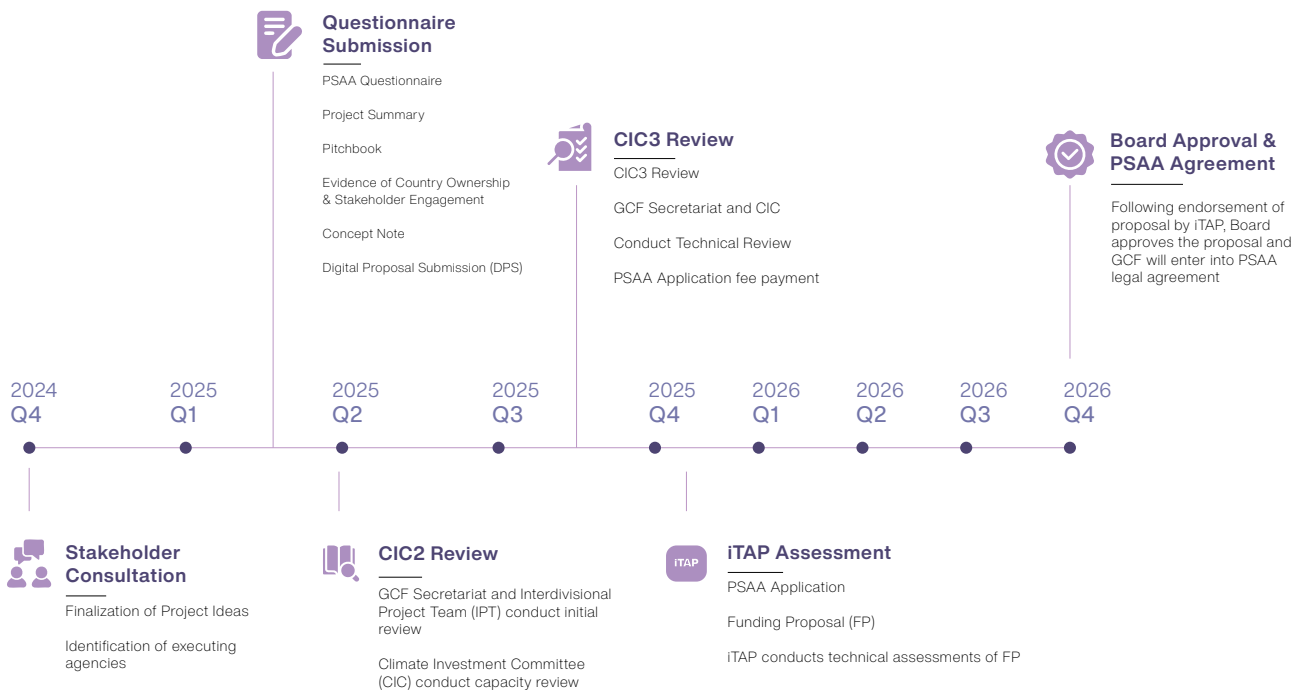 Questionnaire
Submission
PSAA Questionnaire
Project Summary
Pitchbook
Evidence of Country Ownership
& Stakeholder Engagement
Concept Note
Digital Proposal Submission (DPS)
CIC3 Review
CIC3 Review
GCF Secretariat and CIC
Conduct Technical Review
PSAA Application fee payment
Board Approval &
PSAA Agreement
Following endorsement of
proposal by iTAP, Board
approves the proposal and
GCF will enter into PSAA
legal agreement
2024
Q4
2025
Q1
2025
Q2
2025
Q3
2025
Q4
2026
Q1
2026
Q2
2026
Q3
2026
Q4
Stakeholder
Consultation
Finalization of Project Ideas
Identification of executing
agencies
CIC2 Review
GCF Secretariat and Interdivisional
Project Team (IPT) conduct initial
review
Climate Investment Committee
(CIC) conduct capacity review
iTAP
iTAP Assessment
PSAA Application
Funding Proposal (FP)
iTAP conducts technical assessments of FP